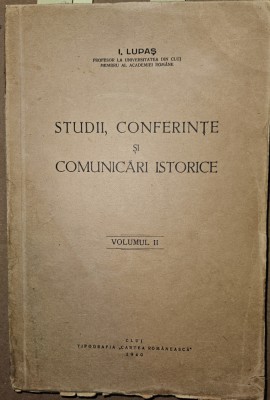 I. LUPAȘ
PROFESOR LA UNIVERSITATEA DIN CLUJ
MEMBRU AL ACADEMIEI ROMÂNE
STUDII, CONFERINȚE
ȘI
COMUNICĂRI ISTORICE
VOLUMUL II
CLUJ
TIPOGRAFIA „CARTEA ROMÂNEASCĂ”
1940